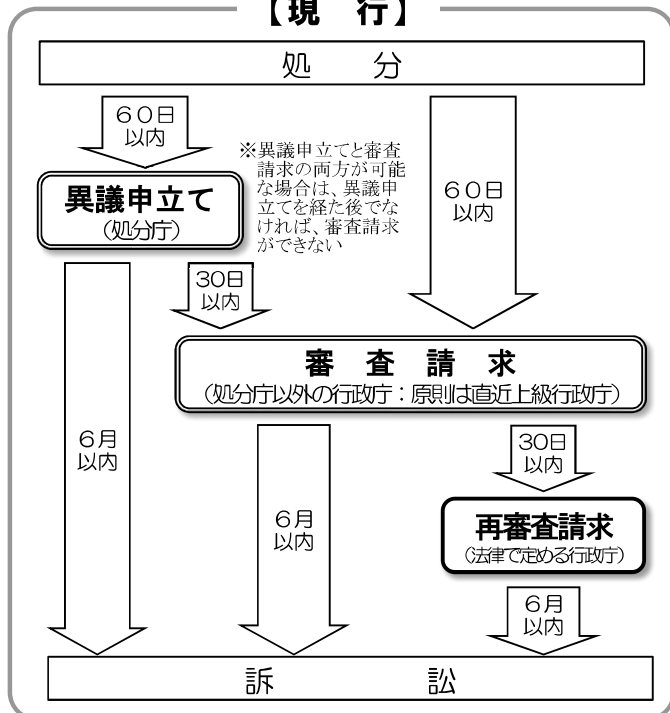 【現　行】
処　分
６０日
以内
※異議申立てと審査
請求の両方が可能
な場合は、異議申
立てを経た後でな
ければ、審査請求
ができない
６０日
以内
異議申立て
（処分庁）
３０日
以内
審　査　請　求
（処分庁以外の行政庁：原則は直近上級行政庁）
６月
以内
６月
以内
３０日
以内
再審査請求
（法律で定める行政庁）
６月
以内
訴　訟